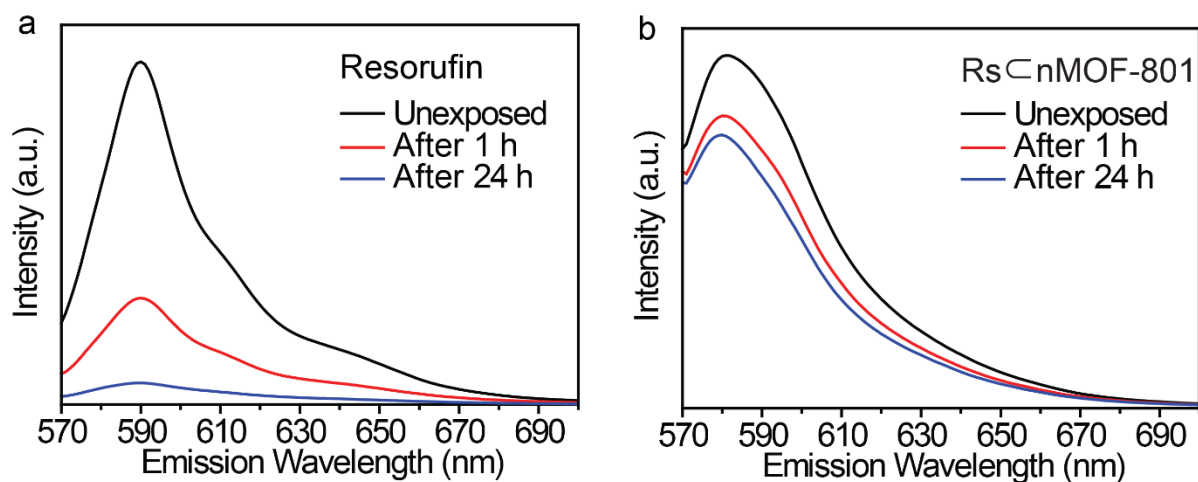 a
Resorufin
Unexposed
After 1 h
After 24 h
Intensity (a.u.)
570 590 610 630 650 670 690
Emission Wavelength (nm)
b
Rs⊂nMOF-801
Unexposed
After 1 h
After 24 h
Intensity (a.u.)
570 590 610 630 650 670 690
Emission Wavelength (nm)